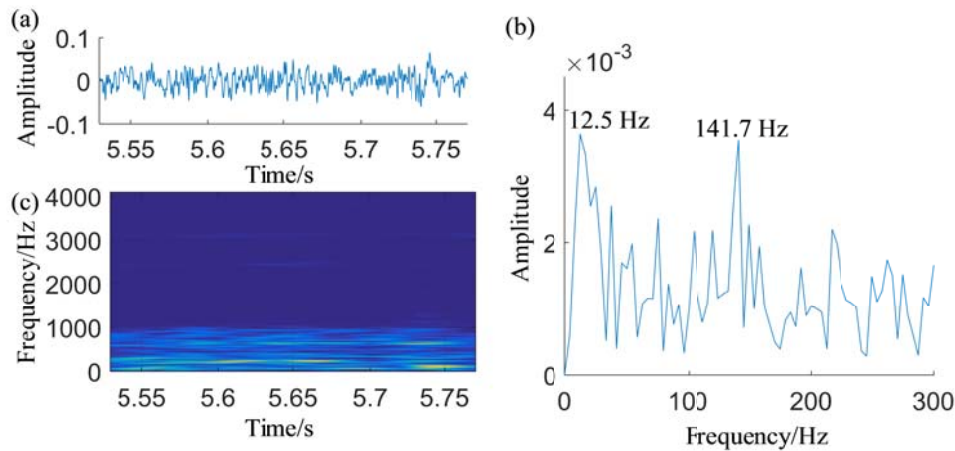 (a)
Amplitude
0.1
0
-0.1
5.55 5.6 5.65 5.7 5.75
Time/s
(c)
Frequency/Hz
4000
3000
2000
1000
0
5.55 5.6 5.65 5.7 5.75
Time/s
(b)
×10⁻³
Amplitude
4
2
0
12.5 Hz
141.7 Hz
0 100 200 300
Frequency/Hz